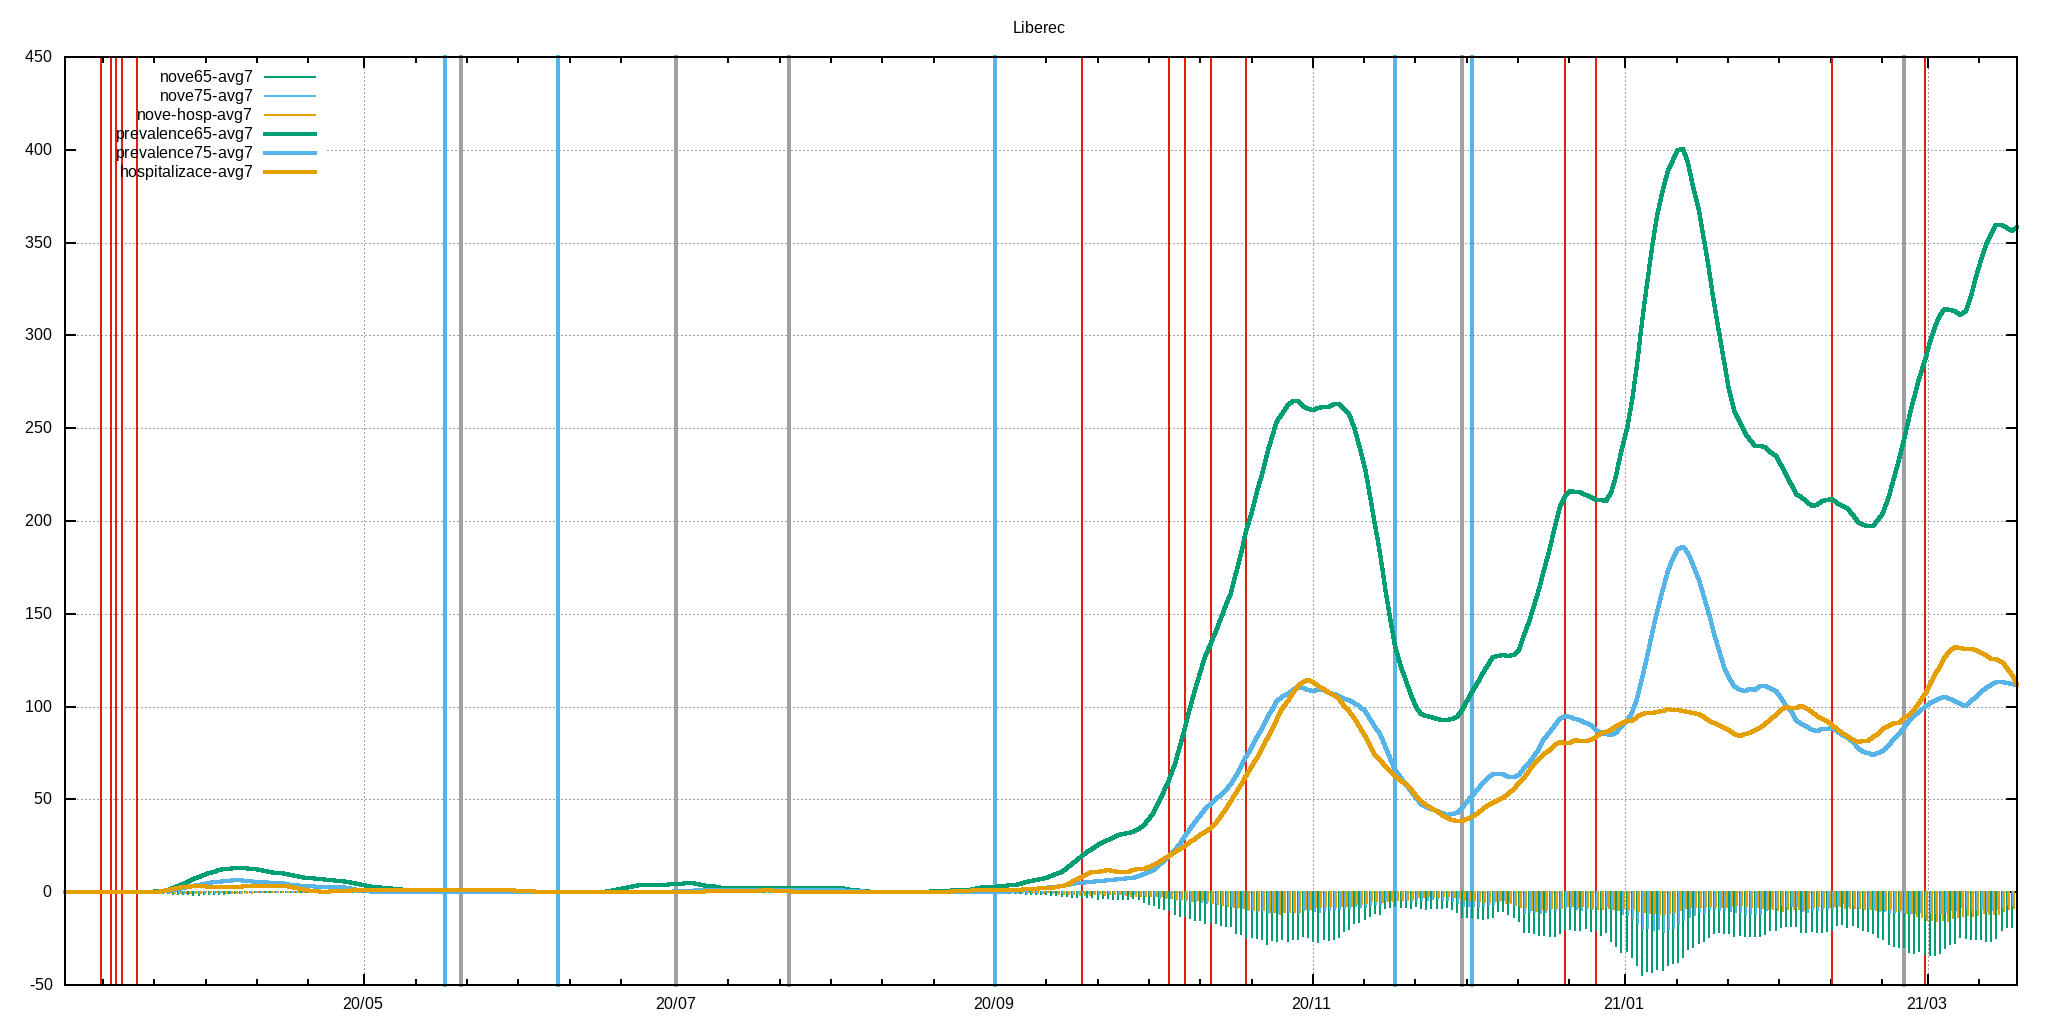 Liberec
450
400
350
300
250
200
150
100
50
0
-50
nove65-avg7
nove75-avg7
nove-hosp-avg7
prevalence65-avg7
prevalence75-avg7
hospitalizace-avg7
20/05
20/07
20/09
20/11
21/01
21/03